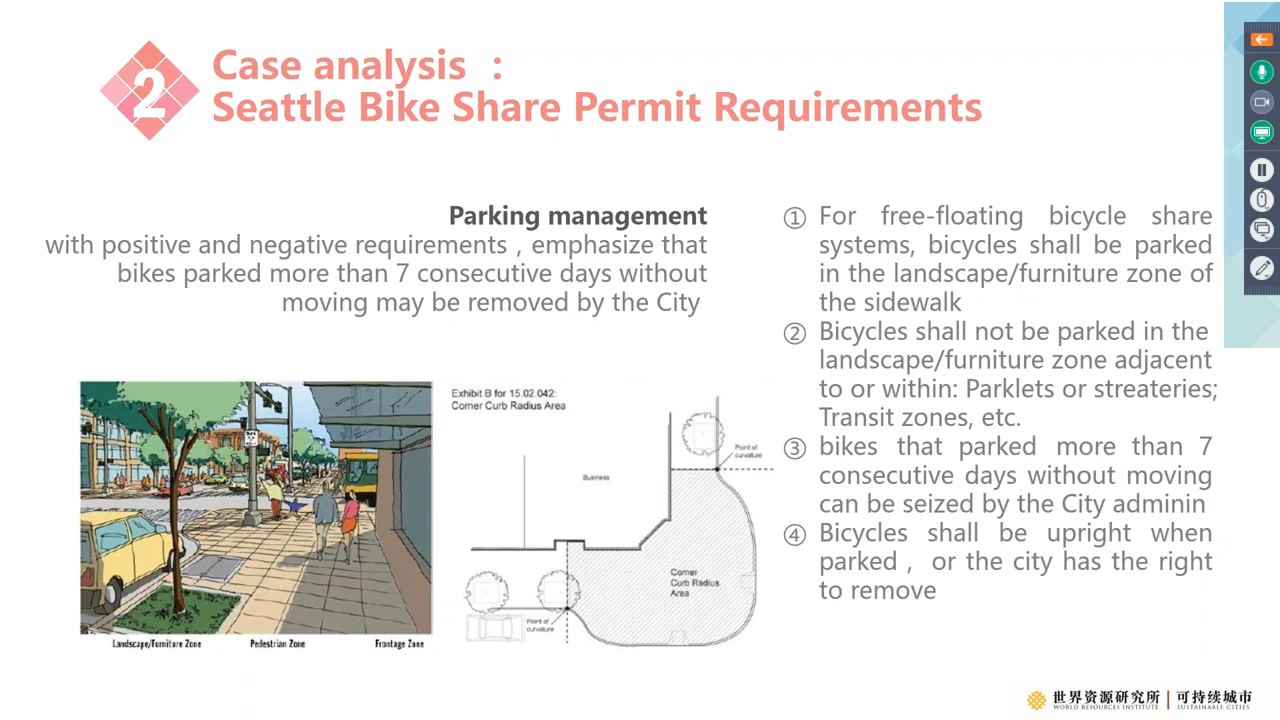 2
Case analysis ：
Seattle Bike Share Permit Requirements
Parking management
with positive and negative requirements , emphasize that
bikes parked more than 7 consecutive days without
moving may be removed by the City
① For free-floating bicycle share
systems, bicycles shall be parked
in the landscape/furniture zone of
the sidewalk
② Bicycles shall not be parked in the
landscape/furniture zone adjacent
to or within: Parklets or streateries;
Transit zones, etc.
③ bikes that parked more than 7
consecutive days without moving
can be seized by the City adminin
④ Bicycles shall be upright when
parked , or the city has the right
to remove
Landscape/Furniture Zone
Pedestrian Zone
Frontage Zone
Exhibit B for 15.02.042:
Corner Curb Radius Area
Point of
curvature
Business
Corner
Curb Radius
Area
Point of
curvature
世界资源研究所 | 可持续城市
WORLD RESOURCES INSTITUTE SUSTAINABLE CITIES